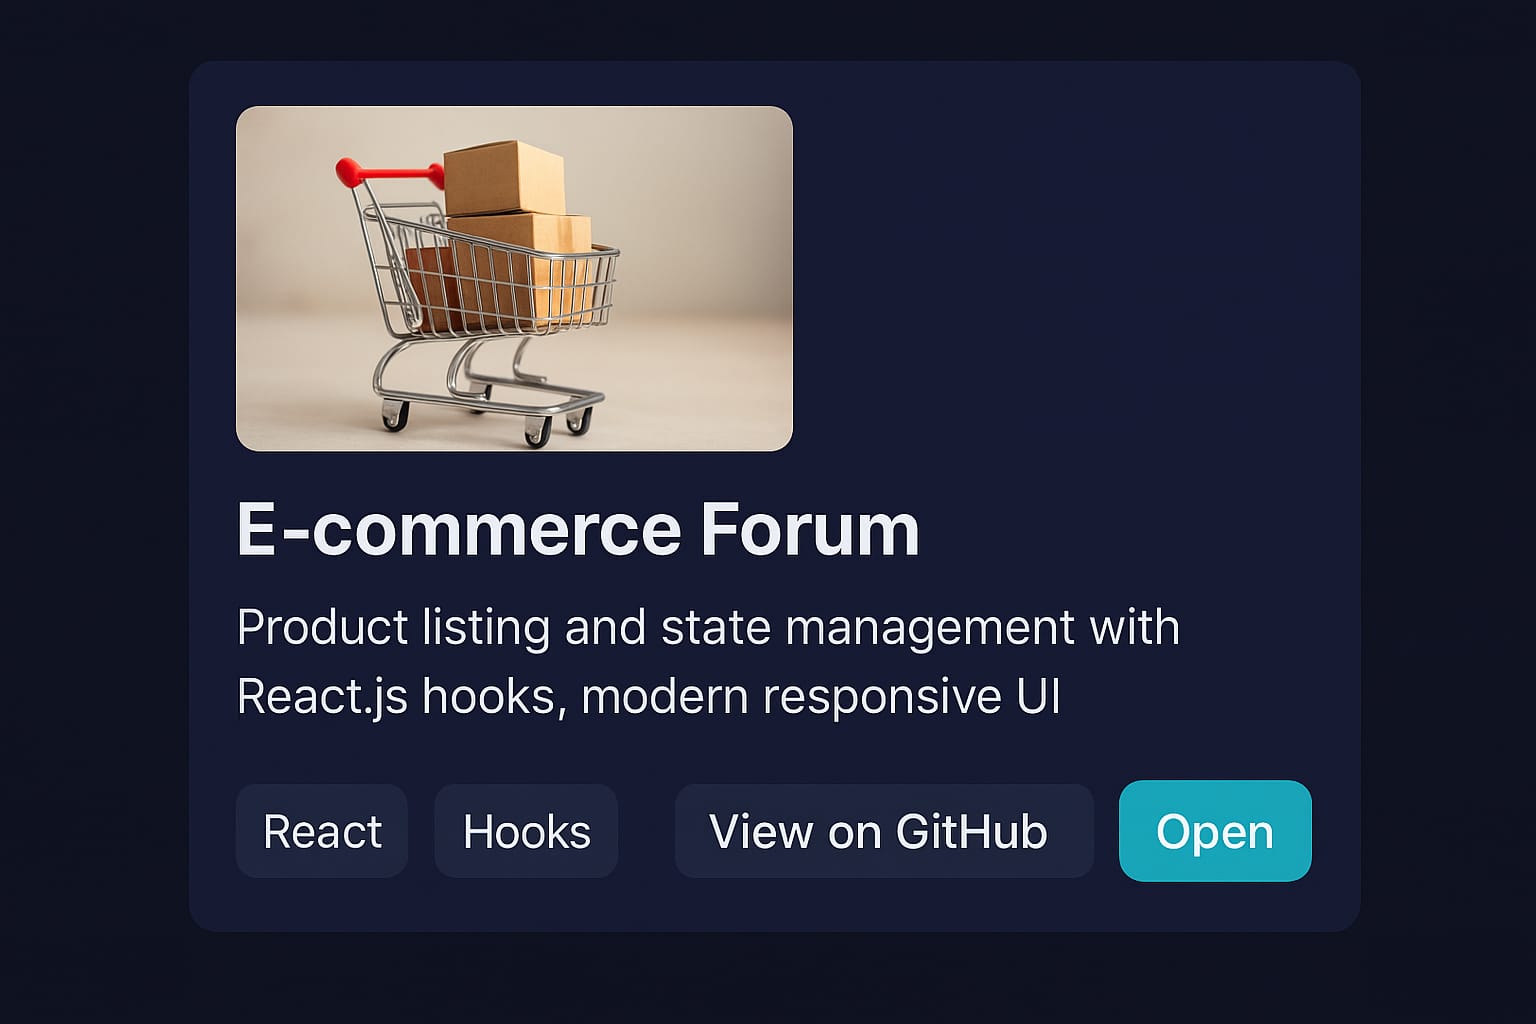 E-commerce Forum
Product listing and state management with
React.js hooks, modern responsive UI
React Hooks View on GitHub Open